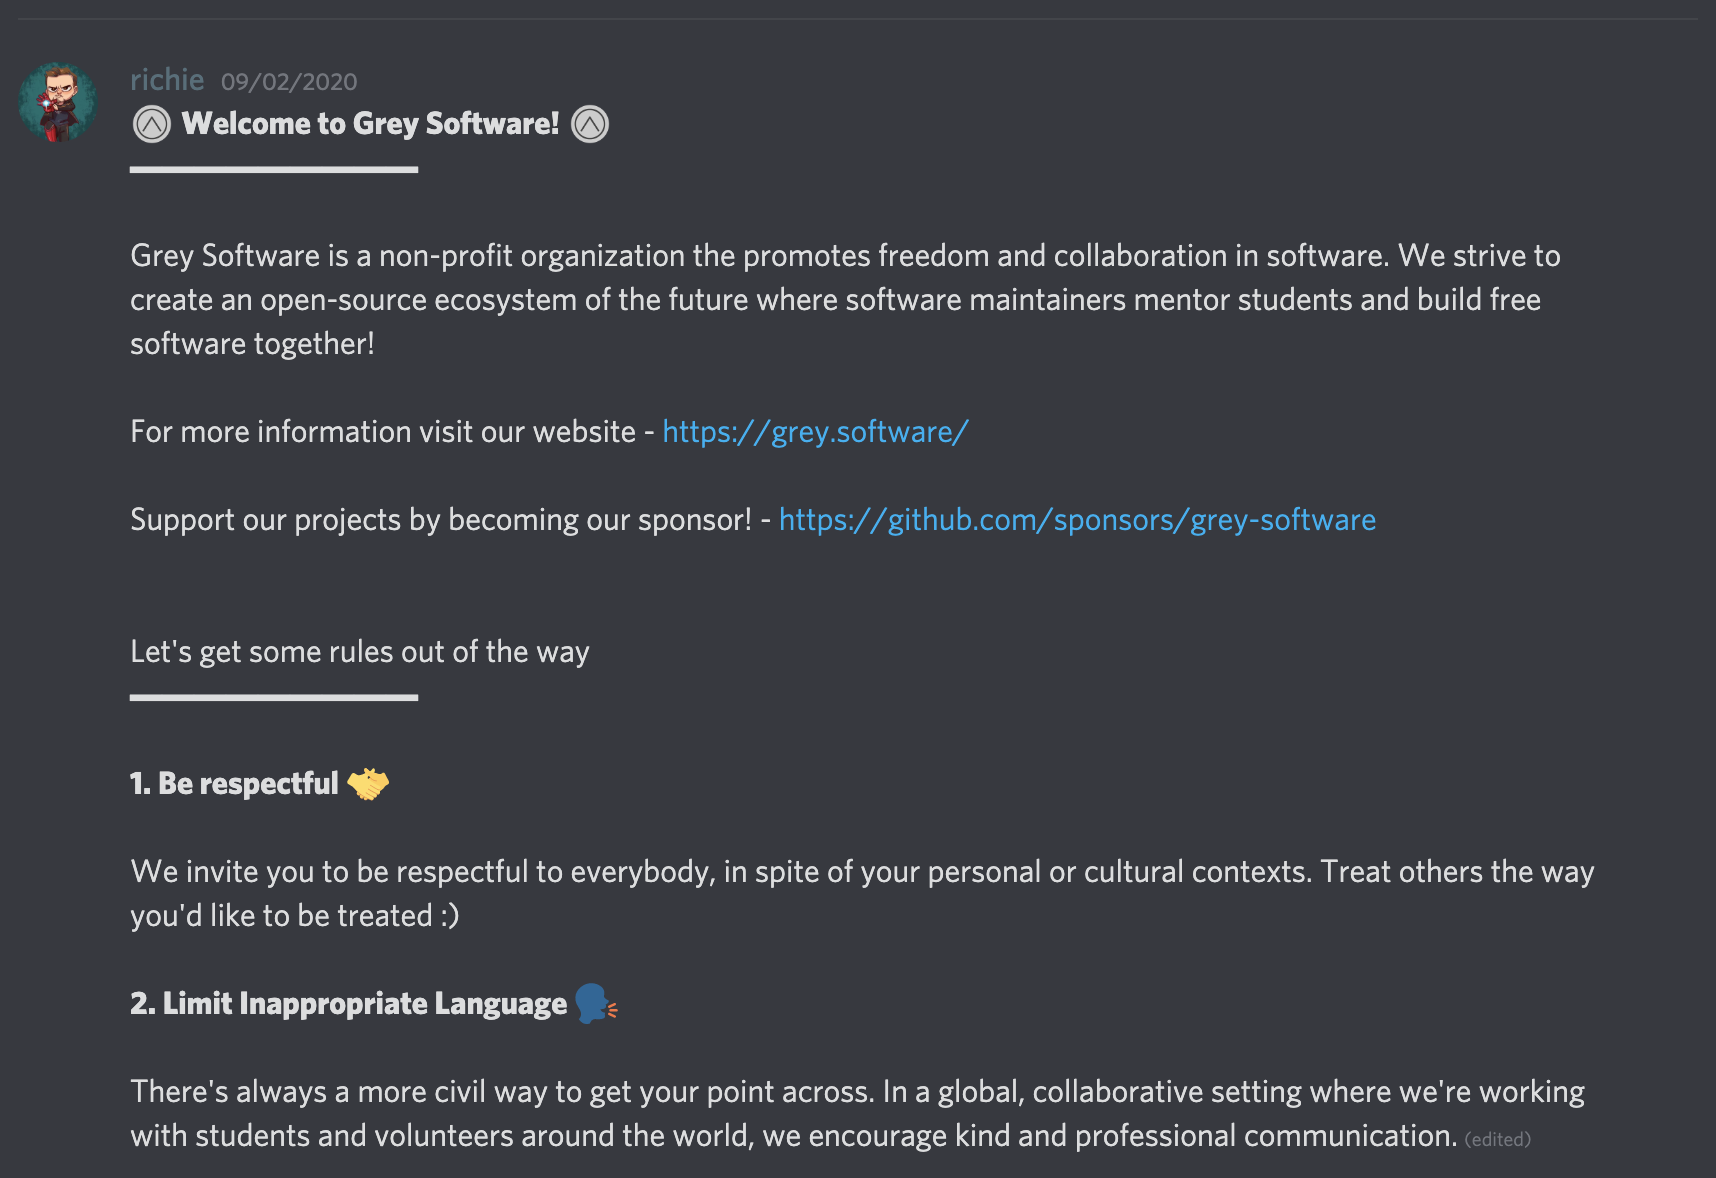 richie 09/02/2020
Welcome to Grey Software!
Grey Software is a non-profit organization the promotes freedom and collaboration in software. We strive to
create an open-source ecosystem of the future where software maintainers mentor students and build free
software together!
For more information visit our website - https://grey.software/
Support our projects by becoming our sponsor! - https://github.com/sponsors/grey-software
Let's get some rules out of the way
1. Be respectful 🤝
We invite you to be respectful to everybody, in spite of your personal or cultural contexts. Treat others the way
you'd like to be treated :)
2. Limit Inappropriate Language 🗣️
There's always a more civil way to get your point across. In a global, collaborative setting where we're working
with students and volunteers around the world, we encourage kind and professional communication. (edited)